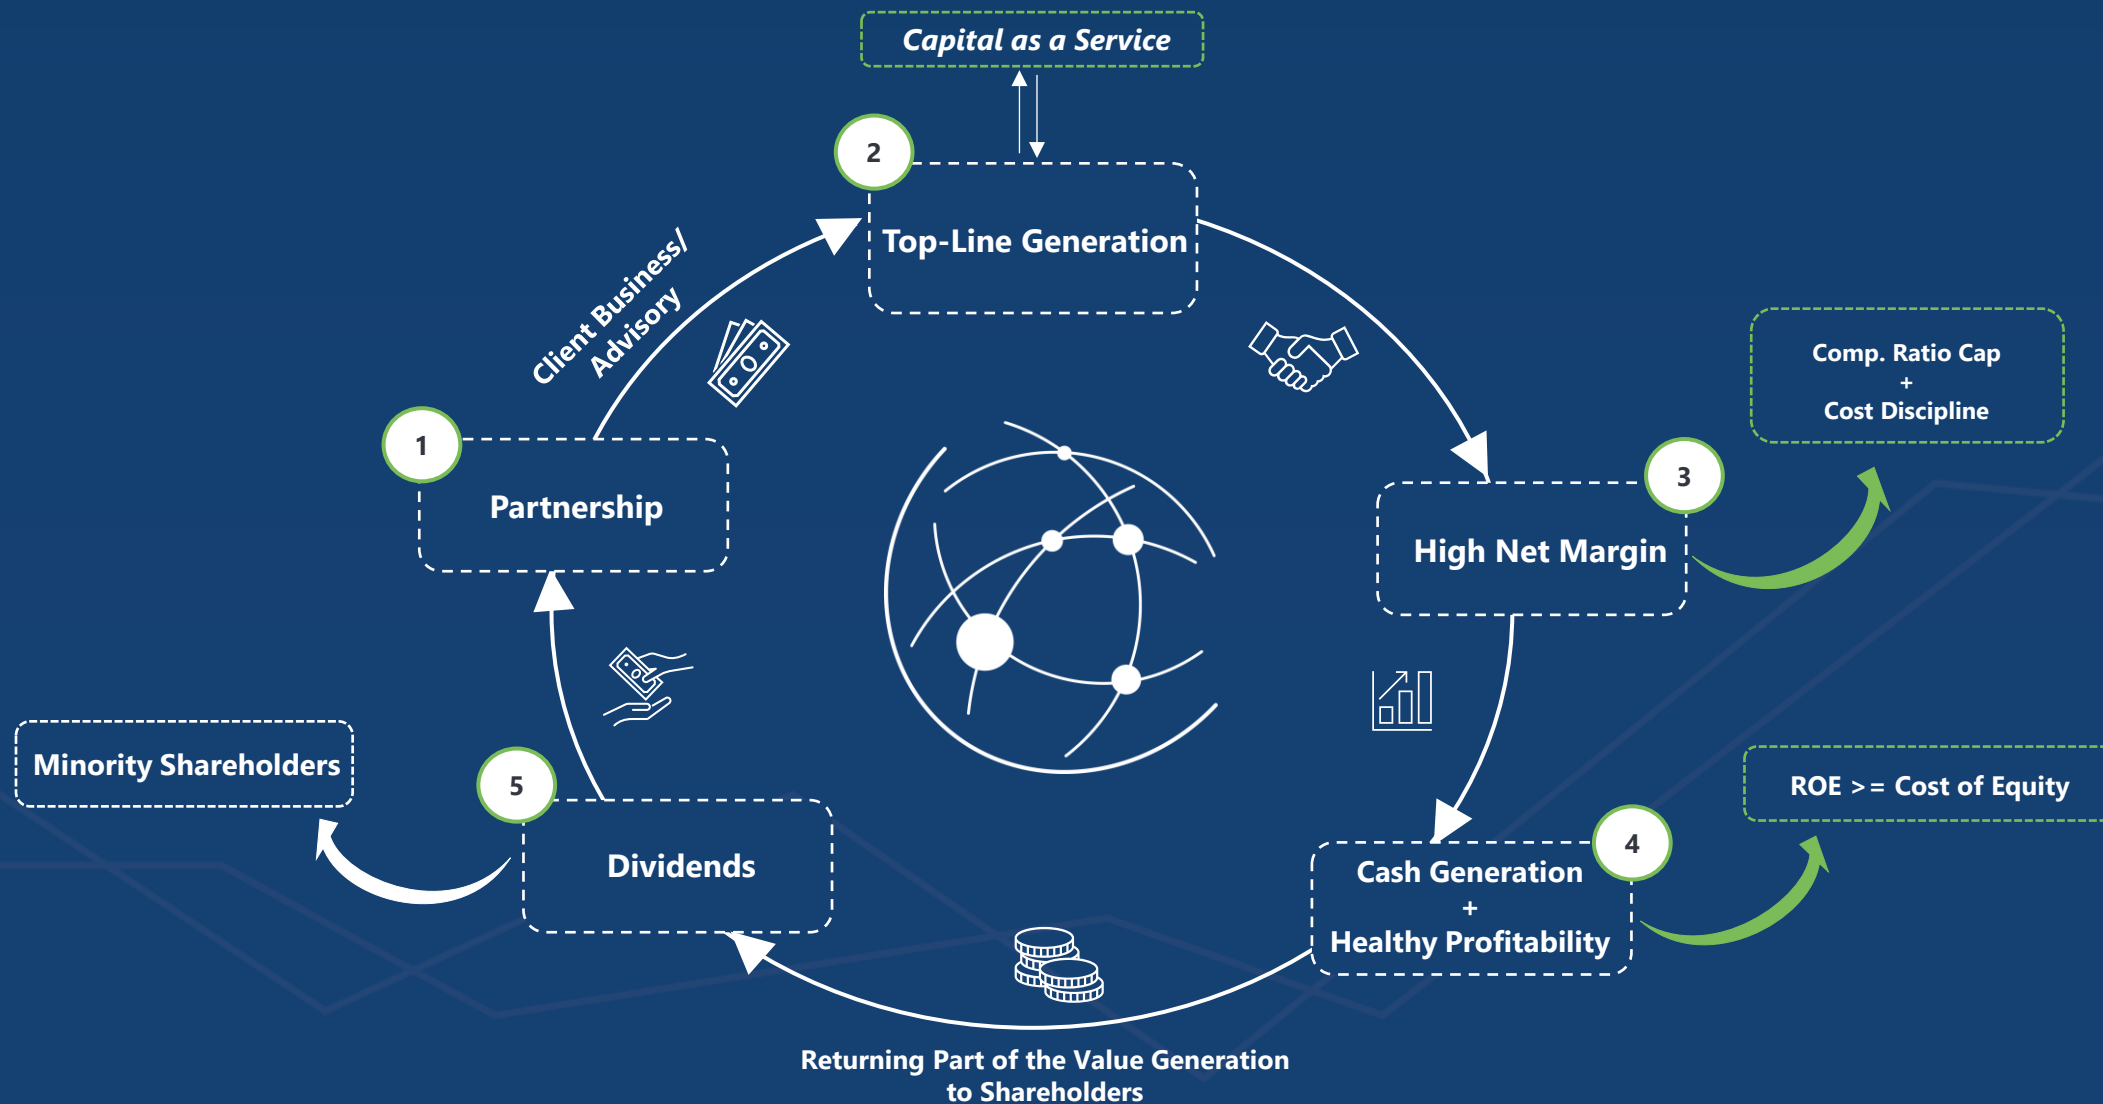 Capital as a Service
2
Top-Line Generation
Client Business/
Advisory
1
Partnership
Comp. Ratio Cap
+
Cost Discipline
3
High Net Margin
Minority Shareholders
5
Dividends
ROE >= Cost of Equity
4
Cash Generation
+
Healthy Profitability
Returning Part of the Value Generation
to Shareholders